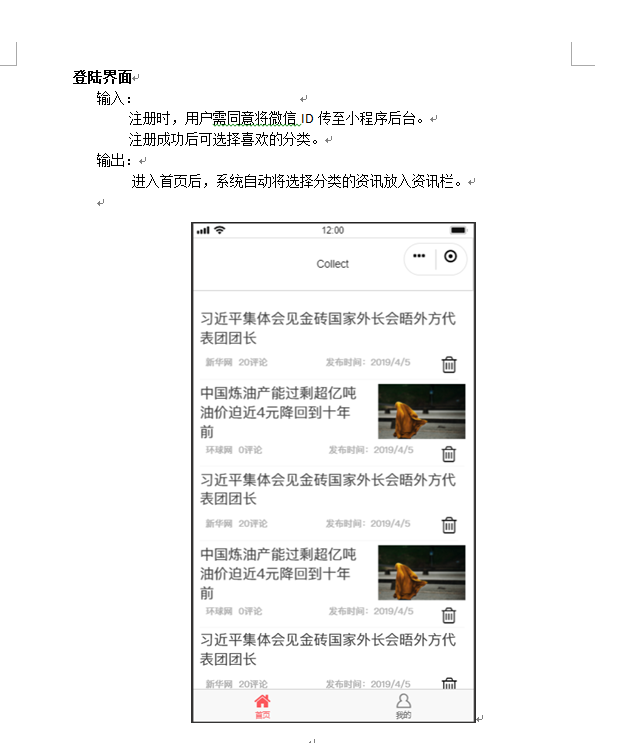 登陆界面
输入：
注册时，用户需同意将微信 ID 传至小程序后台。
注册成功后可选择喜欢的分类。
输出：
进入首页后，系统自动将选择分类的资讯放入资讯栏。
12:00
Collect
习近平集体会见金砖国家外长会晤外方代
表团团长
新华网 20评论 发布时间：2019/4/5
中国炼油产能过剩超亿吨
油价迫近4元降回到十年
前
环球网 0评论 发布时间：2019/4/5
习近平集体会见金砖国家外长会晤外方代
表团团长
新华网 20评论 发布时间：2019/4/5
中国炼油产能过剩超亿吨
油价迫近4元降回到十年
前
环球网 0评论 发布时间：2019/4/5
习近平集体会见金砖国家外长会晤外方代
表团团长
新华网 20评论 发布时间：2019/4/5
首页 我的